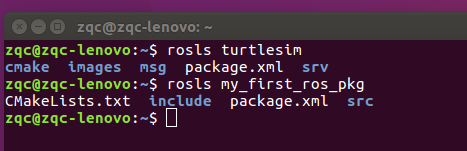 zqc@zqc-lenovo: ~
zqc@zqc-lenovo:~$ rosls turtlesim
cmake images msg package.xml srv
zqc@zqc-lenovo:~$ rosls my_first_ros_pkg
CMakeLists.txt include package.xml src
zqc@zqc-lenovo:~$